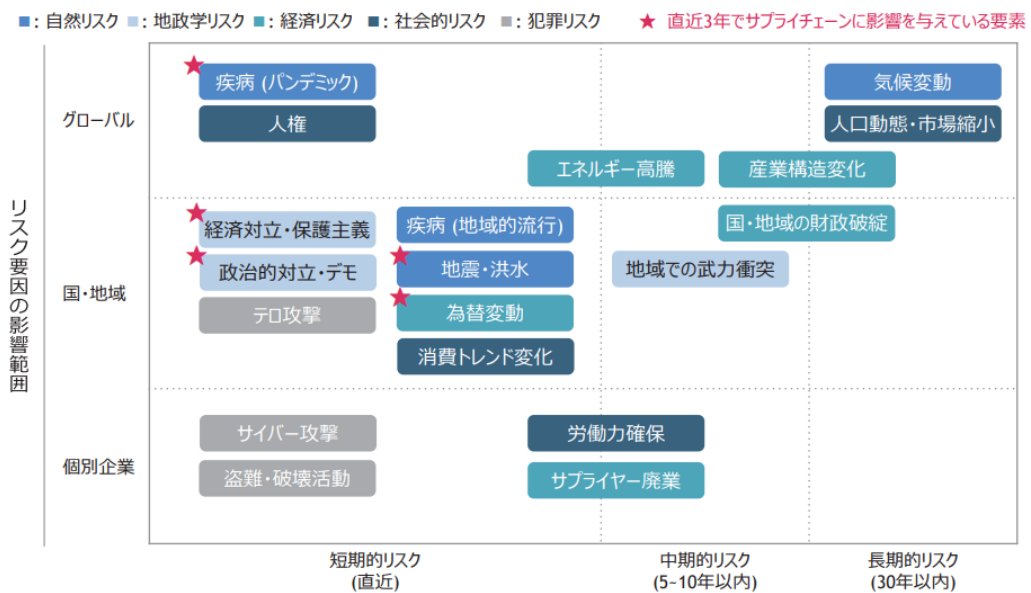 ■：自然リスク ■：地政学リスク ■：経済リスク ■：社会的リスク ■：犯罪リスク ★ 直近3年でサプライチェーンに影響を与えている要素
リスク要因の影響範囲
グローバル
疾病 (パンデミック)
気候変動
人権
人口動態・市場縮小
エネルギー高騰
産業構造変化
国・地域
経済対立・保護主義
疾病 (地域的流行)
国・地域の財政破綻
政治的対立・デモ
地震・洪水
地域での武力衝突
テロ攻撃
為替変動
消費トレンド変化
個別企業
サイバー攻撃
労働力確保
盗難・破壊活動
サプライヤー廃業
短期的リスク
(直近)
中期的リスク
(5-10年以内)
長期的リスク
(30年以内)